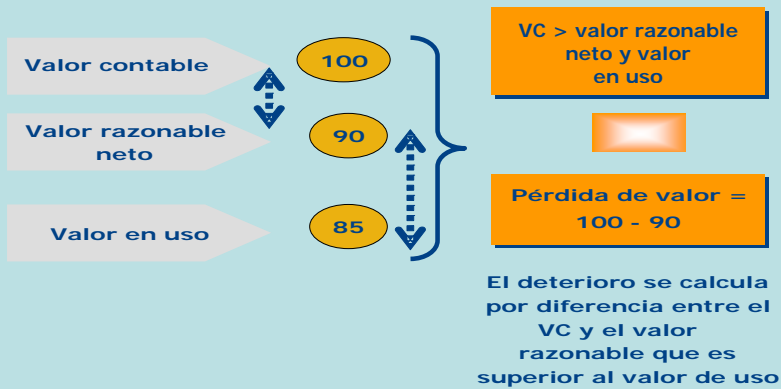 Valor contable
100
Valor razonable
neto
90
Valor en uso
85
VC > valor razonable
neto y valor
en uso
Pérdida de valor =
100 - 90
El deterioro se calcula
por diferencia entre el
VC y el valor
razonable que es
superior al valor de uso